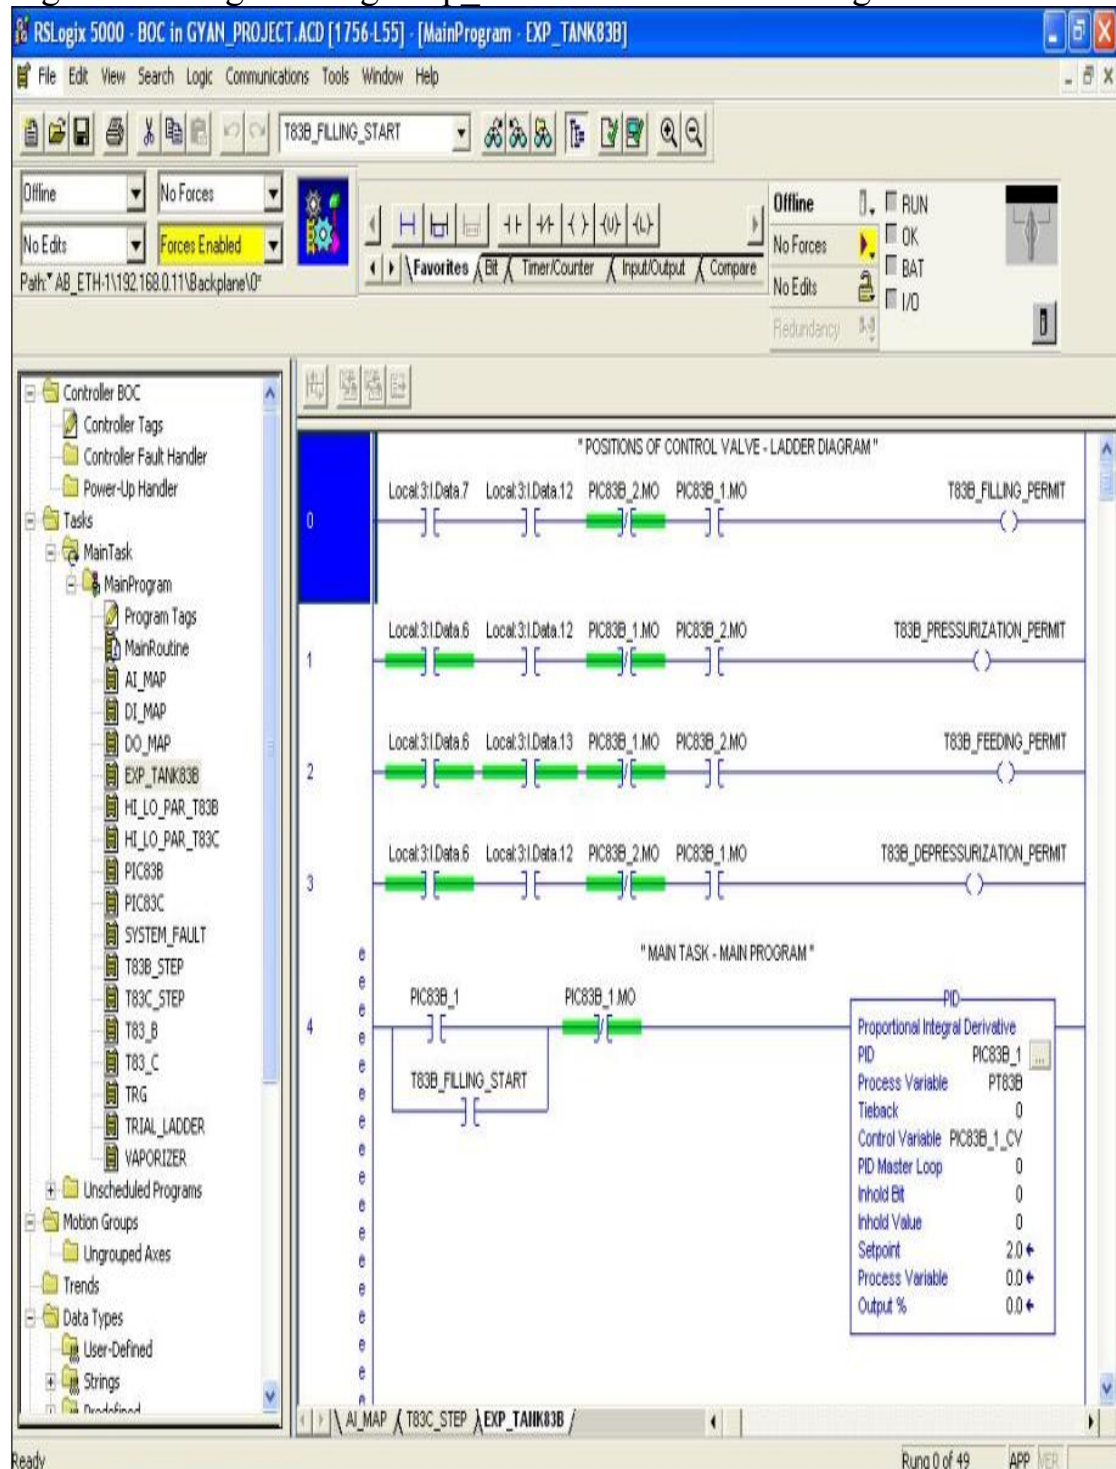 RSLogix 5000 - BOC in GYAN_PROJECT.ACD [1756-L55] - [MainProgram - EXP_TANK83B]
File Edit View Search Logic Communications Tools Window Help
T83B_FILLING_START
Offline
No Forces
No Edits
Forces Enabled
Path:* AB_ETH-1\192.168.0.11\Backplane\0*
Favorites Bit Timer/Counter Input/Output Compare
Offline
No Forces
No Edits
Redundancy
RUN
OK
BAT
I/O
Controller BOC
Controller Tags
Controller Fault Handler
Power-Up Handler
Tasks
MainTask
MainProgram
Program Tags
MainRoutine
AI_MAP
DI_MAP
DO_MAP
EXP_TANK83B
HI_LO_PAR_T83B
HI_LO_PAR_T83C
PIC83B
PIC83C
SYSTEM_FAULT
T83B_STEP
T83C_STEP
T83_B
T83_C
TRG
TRIAL_LADDER
VAPORIZER
Unscheduled Programs
Motion Groups
Ungrouped Axes
Trends
Data Types
User-Defined
Strings
Predefined
" POSITIONS OF CONTROL VALVE - LADDER DIAGRAM "
Local:3:I.Data.7 Local:3:I.Data.12 PIC83B_2.MO PIC83B_1.MO T83B_FILLING_PERMIT
0
Local:3:I.Data.6 Local:3:I.Data.12 PIC83B_1.MO PIC83B_2.MO T83B_PRESSURIZATION_PERMIT
1
Local:3:I.Data.6 Local:3:I.Data.13 PIC83B_1.MO PIC83B_2.MO T83B_FEEDING_PERMIT
2
Local:3:I.Data.6 Local:3:I.Data.12 PIC83B_2.MO PIC83B_1.MO T83B_DEPRESSURIZATION_PERMIT
3
" MAIN TASK - MAIN PROGRAM "
PIC83B_1 PIC83B_1.MO
4
T83B_FILLING_START
PID
Proportional Integral Derivative
PID PIC83B_1 ...
Process Variable PT83B
Tieback 0
Control Variable PIC83B_1_CV
PID Master Loop 0
Inhold Bit 0
Inhold Value 0
Setpoint 2.0
Process Variable 0.0
Output % 0.0
AI_MAP T83C_STEP EXP_TANK83B
Ready
Rung 0 of 49 APP VER